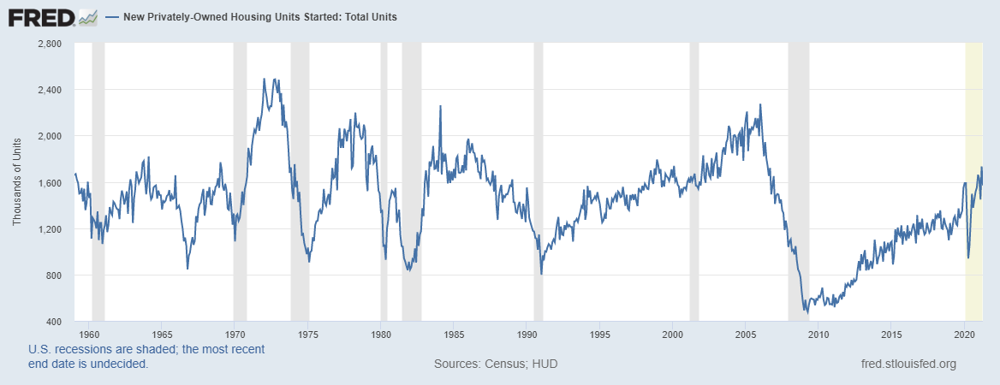 FRED
New Privately-Owned Housing Units Started: Total Units
2,800
2,400
2,000
1,600
1,200
800
400
Thousands of Units
1960 1965 1970 1975 1980 1985 1990 1995 2000 2005 2010 2015 2020
U.S. recessions are shaded; the most recent
end date is undecided.
Sources: Census; HUD
fred.stlouisfed.org